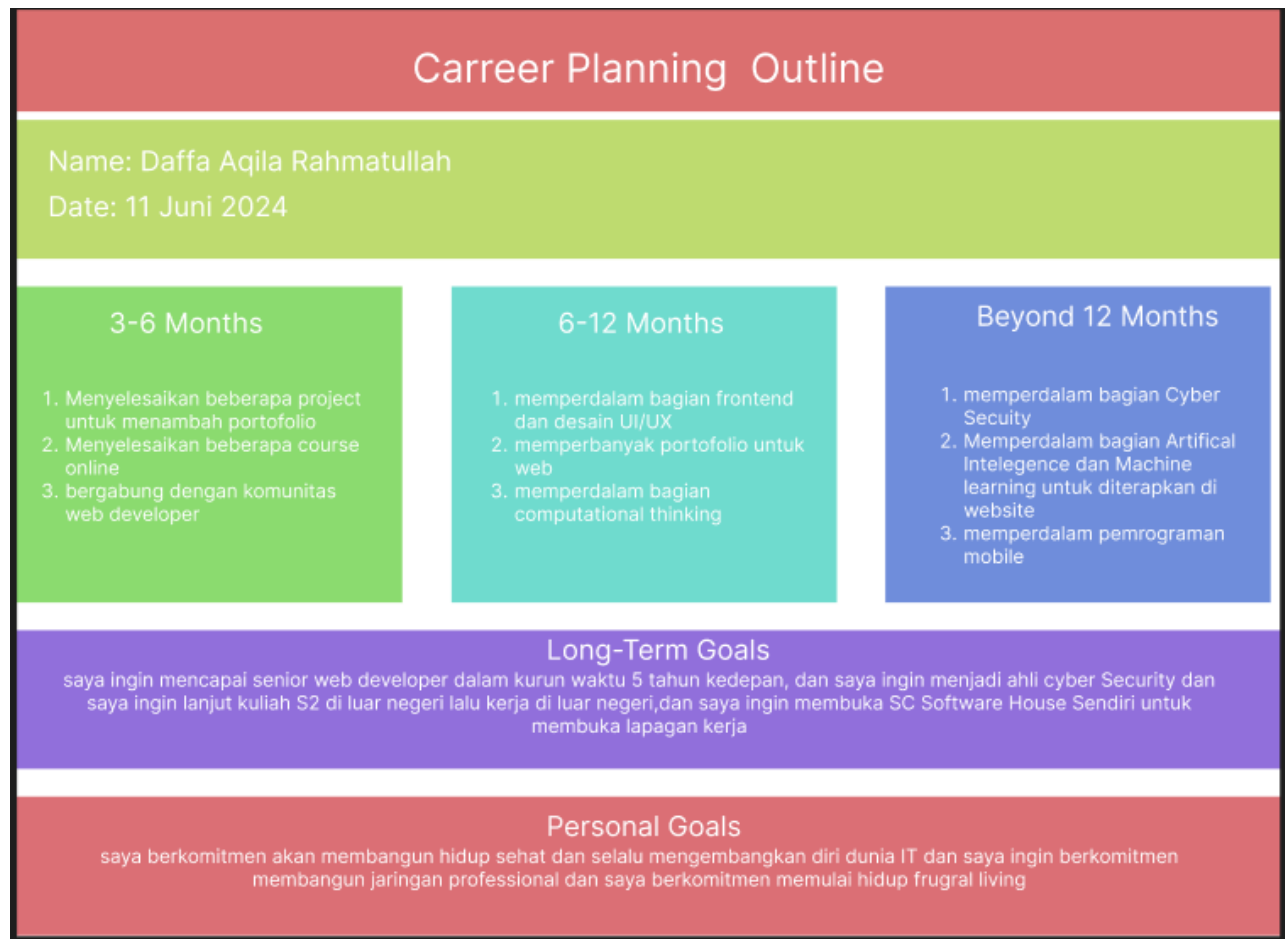 Carreer Planning  Outline
Name: Daffa Aqila Rahmatullah
Date: 11 Juni 2024
3-6 Months
1. Menyelesaikan beberapa project
untuk menambah portofolio
2. Menyelesaikan beberapa course
online
3. bergabung dengan komunitas
web developer
6-12 Months
1. memperdalam bagian frontend
dan desain UI/UX
2. memperbanyak portofolio untuk
web
3. memperdalam bagian
computational thinking
Beyond 12 Months
1. memperdalam bagian Cyber
Secuity
2. Memperdalam bagian Artifical
Intelegence dan Machine
learning untuk diterapkan di
website
3. memperdalam pemrograman
mobile
Long-Term Goals
saya ingin mencapai senior web developer dalam kurun waktu 5 tahun kedepan, dan saya ingin menjadi ahli cyber Security dan
saya ingin lanjut kuliah S2 di luar negeri lalu kerja di luar negeri,dan saya ingin membuka SC Software House Sendiri untuk
membuka lapagan kerja
Personal Goals
saya berkomitmen akan membangun hidup sehat dan selalu mengembangkan diri dunia IT dan saya ingin berkomitmen
membangun jaringan professional dan saya berkomitmen memulai hidup frugral living